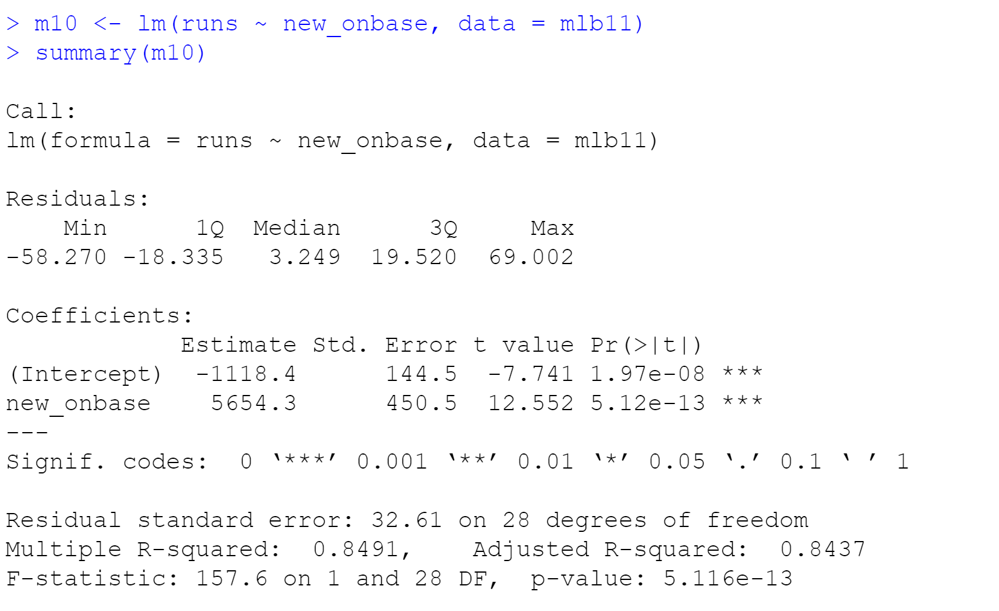 > m10 <- lm(runs ~ new_onbase, data = mlb11)
> summary(m10)
Call:
lm(formula = runs ~ new_onbase, data = mlb11)
Residuals:
    Min      1Q  Median      3Q     Max
-58.270 -18.335   3.249  19.520  69.002
Coefficients:
            Estimate Std. Error t value Pr(>|t|)
(Intercept)  -1118.4      144.5  -7.741 1.97e-08 ***
new_onbase    5654.3      450.5  12.552 5.12e-13 ***
---
Signif. codes:  0 ‘***’ 0.001 ‘**’ 0.01 ‘*’ 0.05 ‘.’ 0.1 ‘ ’ 1
Residual standard error: 32.61 on 28 degrees of freedom
Multiple R-squared:  0.8491,    Adjusted R-squared:  0.8437
F-statistic: 157.6 on 1 and 28 DF,  p-value: 5.116e-13